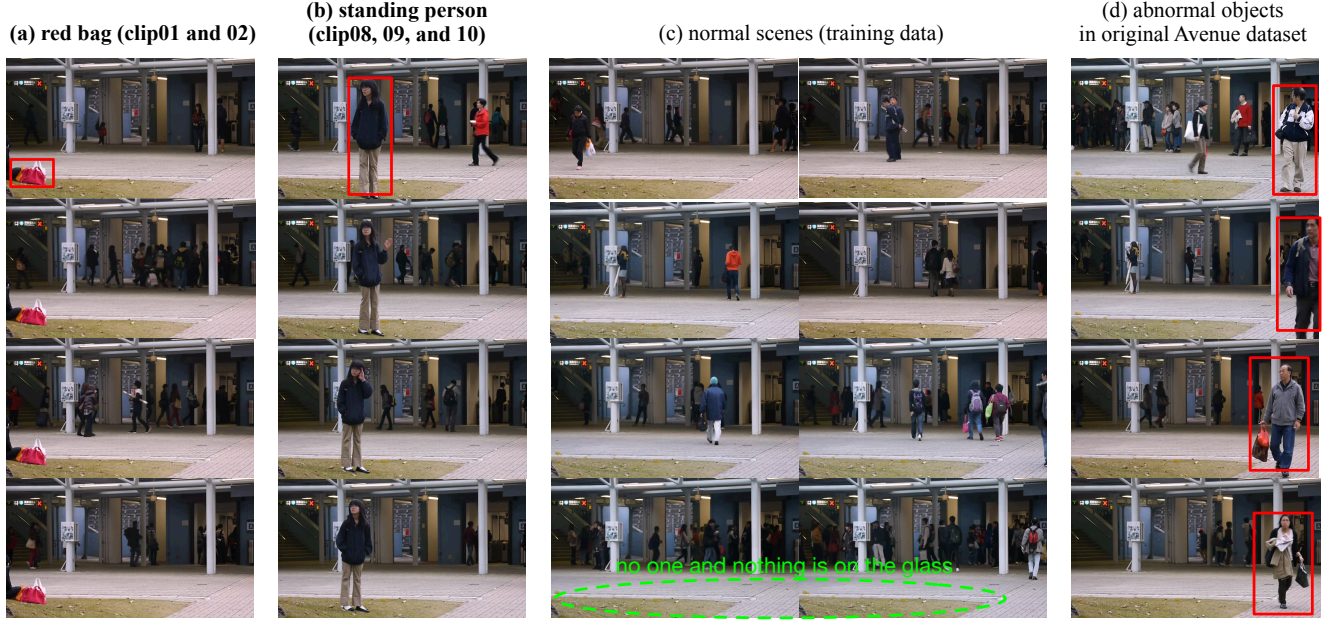 (a) red bag (clip01 and 02)
(b) standing person
(clip08, 09, and 10)
(c) normal scenes (training data)
(d) abnormal objects
in original Avenue dataset
no one and nothing is on the glass.